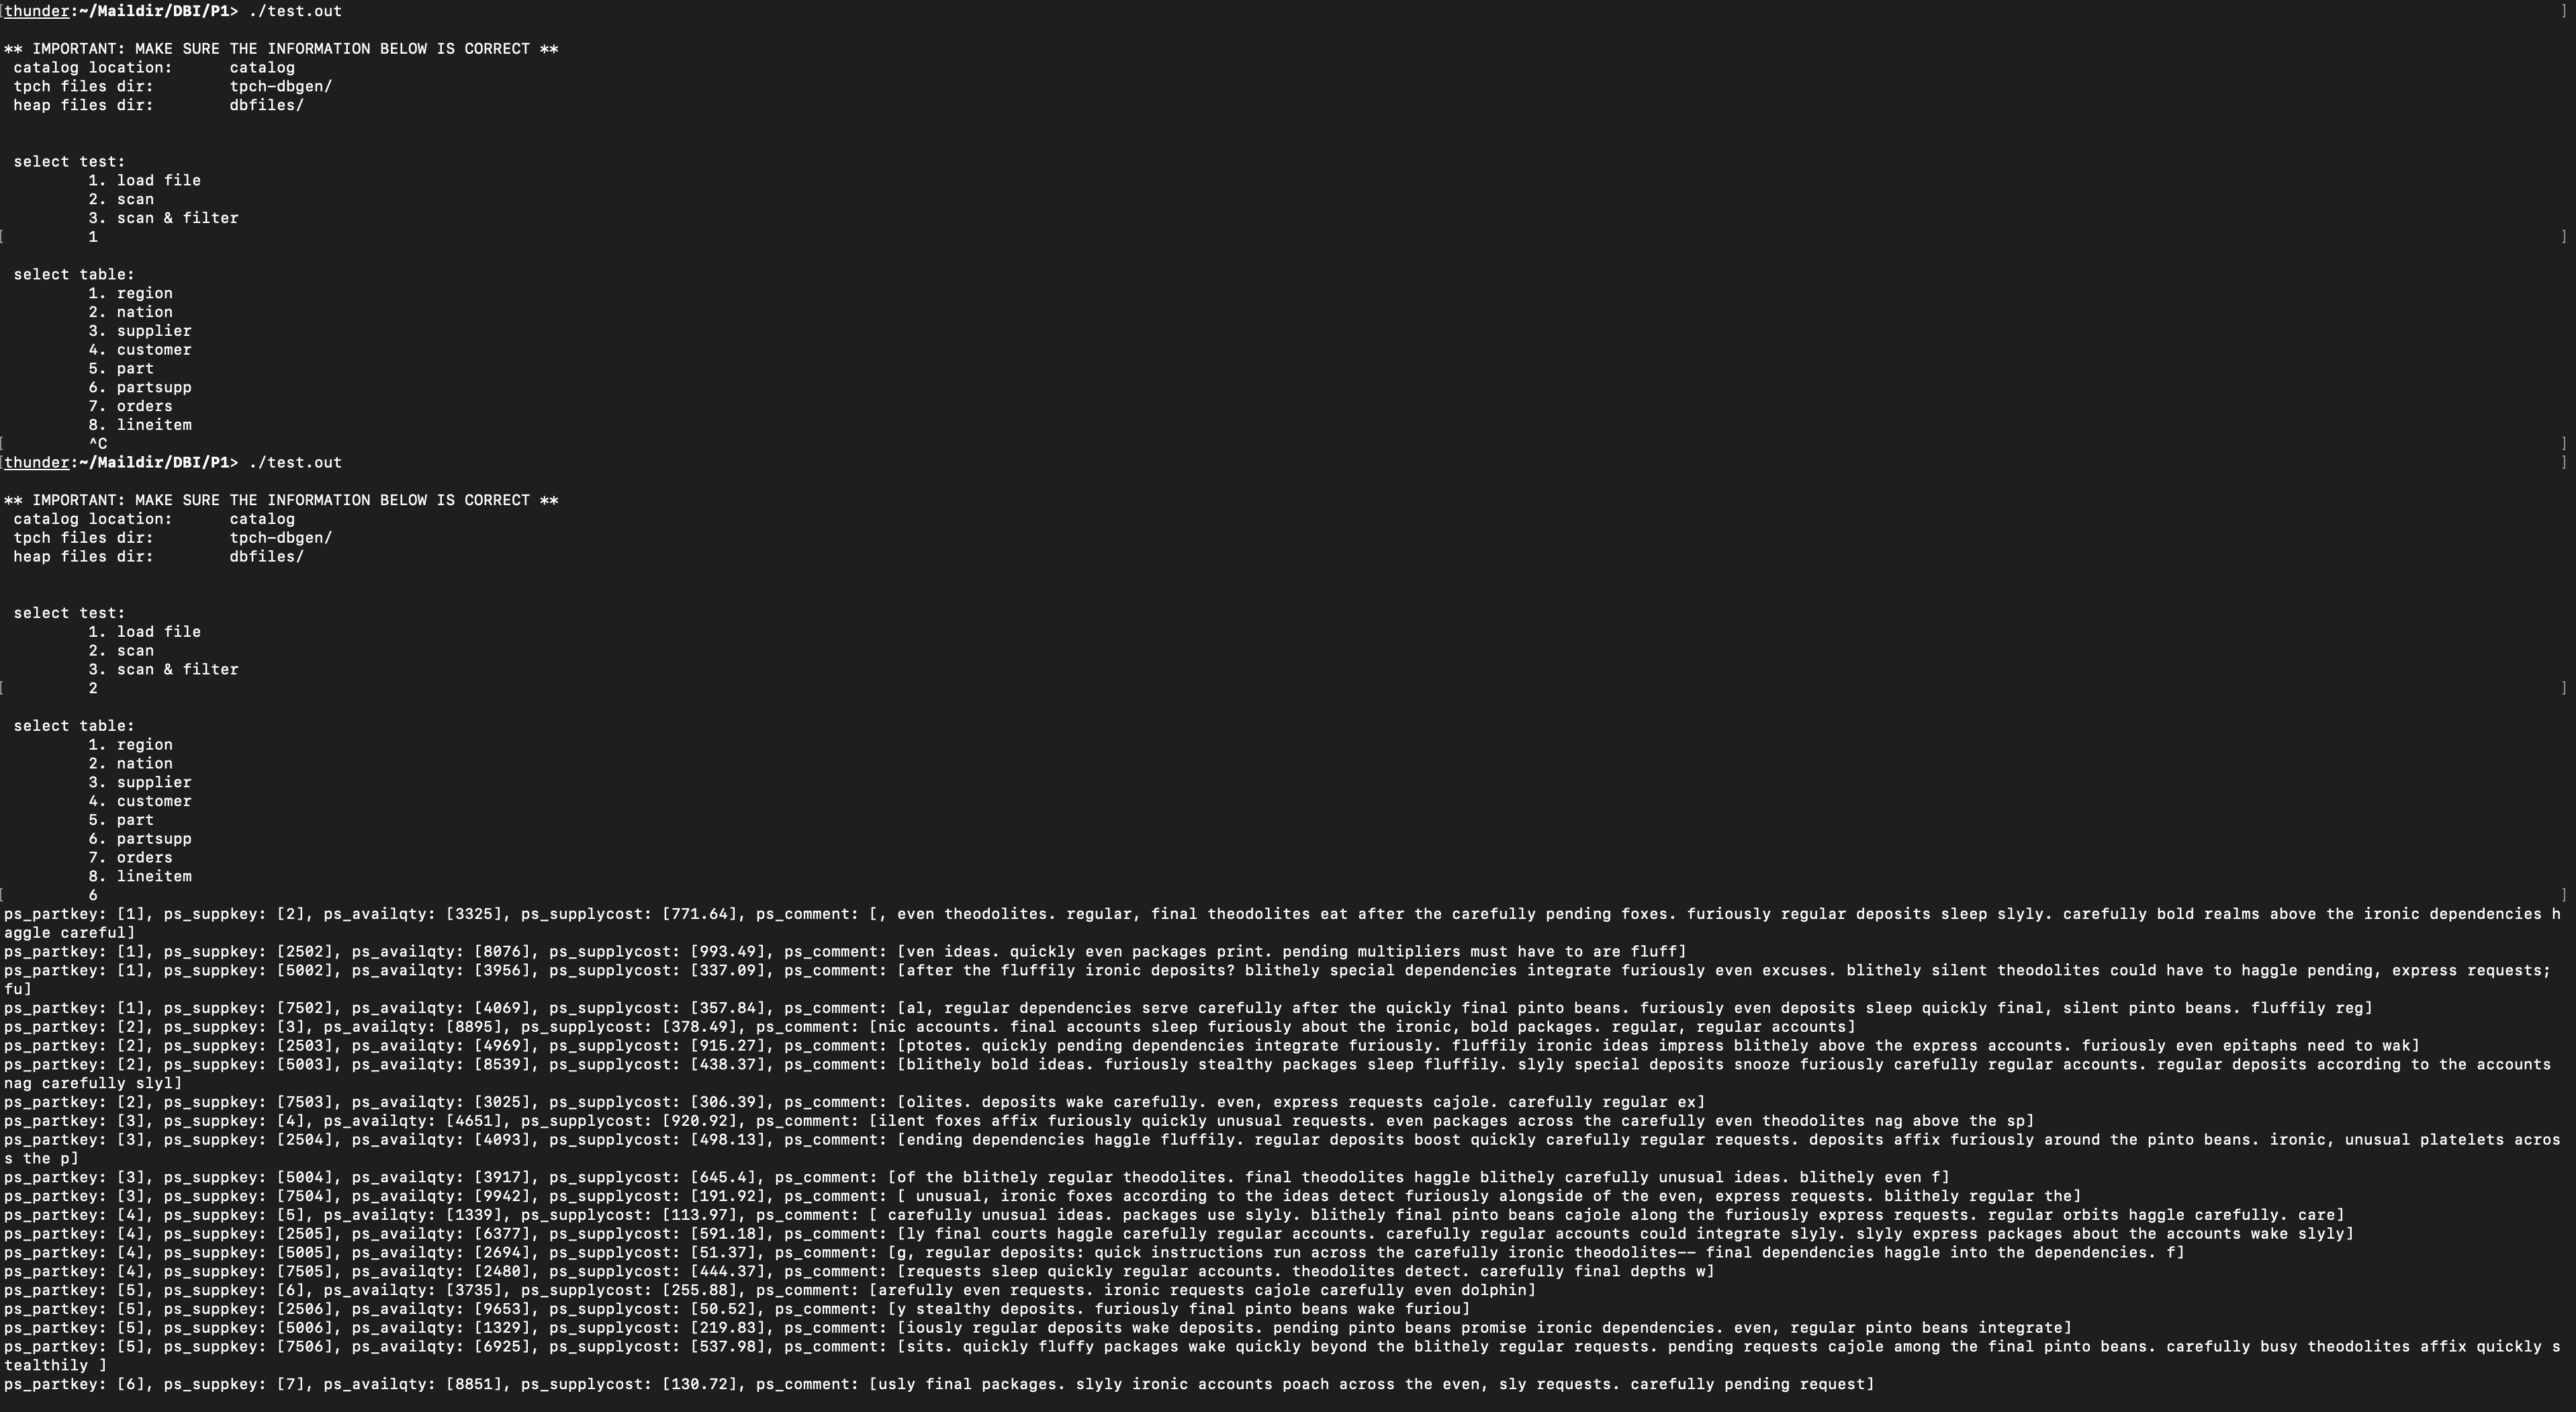 [thunder:~/Maildir/DBI/P1> ./test.out ]
** IMPORTANT: MAKE SURE THE INFORMATION BELOW IS CORRECT **
catalog location: catalog
tpch files dir: tpch-dbgen/
heap files dir: dbfiles/
select test:
1. load file
2. scan
3. scan & filter
[ 1 ]
select table:
1. region
2. nation
3. supplier
4. customer
5. part
6. partsupp
7. orders
8. lineitem
[ ^C ]
[thunder:~/Maildir/DBI/P1> ./test.out ]
** IMPORTANT: MAKE SURE THE INFORMATION BELOW IS CORRECT **
catalog location: catalog
tpch files dir: tpch-dbgen/
heap files dir: dbfiles/
select test:
1. load file
2. scan
3. scan & filter
[ 2 ]
select table:
1. region
2. nation
3. supplier
4. customer
5. part
6. partsupp
7. orders
8. lineitem
[ 6 ]
ps_partkey: [1], ps_suppkey: [2], ps_availqty: [3325], ps_supplycost: [771.64], ps_comment: [, even theodolites. regular, final theodolites eat after the carefully pending foxes. furiously regular deposits sleep slyly. carefully bold realms above the ironic dependencies h
aggle careful]
ps_partkey: [1], ps_suppkey: [2502], ps_availqty: [8076], ps_supplycost: [993.49], ps_comment: [ven ideas. quickly even packages print. pending multipliers must have to are fluff]
ps_partkey: [1], ps_suppkey: [5002], ps_availqty: [3956], ps_supplycost: [337.09], ps_comment: [after the fluffily ironic deposits? blithely special dependencies integrate furiously even excuses. blithely silent theodolites could have to haggle pending, express requests;
fu]
ps_partkey: [1], ps_suppkey: [7502], ps_availqty: [4069], ps_supplycost: [357.84], ps_comment: [al, regular dependencies serve carefully after the quickly final pinto beans. furiously even deposits sleep quickly final, silent pinto beans. fluffily reg]
ps_partkey: [2], ps_suppkey: [3], ps_availqty: [8895], ps_supplycost: [378.49], ps_comment: [nic accounts. final accounts sleep furiously about the ironic, bold packages. regular, regular accounts]
ps_partkey: [2], ps_suppkey: [2503], ps_availqty: [4969], ps_supplycost: [915.27], ps_comment: [ptotes. quickly pending dependencies integrate furiously. fluffily ironic ideas impress blithely above the express accounts. furiously even epitaphs need to wak]
ps_partkey: [2], ps_suppkey: [5003], ps_availqty: [8539], ps_supplycost: [438.37], ps_comment: [blithely bold ideas. furiously stealthy packages sleep fluffily. slyly special deposits snooze furiously carefully regular accounts. regular deposits according to the accounts
nag carefully slyl]
ps_partkey: [2], ps_suppkey: [7503], ps_availqty: [3025], ps_supplycost: [306.39], ps_comment: [olites. deposits wake carefully. even, express requests cajole. carefully regular ex]
ps_partkey: [3], ps_suppkey: [4], ps_availqty: [4651], ps_supplycost: [920.92], ps_comment: [ilent foxes affix furiously quickly unusual requests. even packages across the carefully even theodolites nag above the sp]
ps_partkey: [3], ps_suppkey: [2504], ps_availqty: [4093], ps_supplycost: [498.13], ps_comment: [ending dependencies haggle fluffily. regular deposits boost quickly carefully regular requests. deposits affix furiously around the pinto beans. ironic, unusual platelets acros
s the p]
ps_partkey: [3], ps_suppkey: [5004], ps_availqty: [3917], ps_supplycost: [645.4], ps_comment: [of the blithely regular theodolites. final theodolites haggle blithely carefully unusual ideas. blithely even f]
ps_partkey: [3], ps_suppkey: [7504], ps_availqty: [9942], ps_supplycost: [191.92], ps_comment: [ unusual, ironic foxes according to the ideas detect furiously alongside of the even, express requests. blithely regular the]
ps_partkey: [4], ps_suppkey: [5], ps_availqty: [1339], ps_supplycost: [113.97], ps_comment: [ carefully unusual ideas. packages use slyly. blithely final pinto beans cajole along the furiously express requests. regular orbits haggle carefully. care]
ps_partkey: [4], ps_suppkey: [2505], ps_availqty: [6377], ps_supplycost: [591.18], ps_comment: [ly final courts haggle carefully regular accounts. carefully regular accounts could integrate slyly. slyly express packages about the accounts wake slyly]
ps_partkey: [4], ps_suppkey: [5005], ps_availqty: [2694], ps_supplycost: [51.37], ps_comment: [g, regular deposits: quick instructions run across the carefully ironic theodolites-- final dependencies haggle into the dependencies. f]
ps_partkey: [4], ps_suppkey: [7505], ps_availqty: [2480], ps_supplycost: [444.37], ps_comment: [requests sleep quickly regular accounts. theodolites detect. carefully final depths w]
ps_partkey: [5], ps_suppkey: [6], ps_availqty: [3735], ps_supplycost: [255.88], ps_comment: [arefully even requests. ironic requests cajole carefully even dolphin]
ps_partkey: [5], ps_suppkey: [2506], ps_availqty: [9653], ps_supplycost: [50.52], ps_comment: [y stealthy deposits. furiously final pinto beans wake furiou]
ps_partkey: [5], ps_suppkey: [5006], ps_availqty: [1329], ps_supplycost: [219.83], ps_comment: [iously regular deposits wake deposits. pending pinto beans promise ironic dependencies. even, regular pinto beans integrate]
ps_partkey: [5], ps_suppkey: [7506], ps_availqty: [6925], ps_supplycost: [537.98], ps_comment: [sits. quickly fluffy packages wake quickly beyond the blithely regular requests. pending requests cajole among the final pinto beans. carefully busy theodolites affix quickly s
tealthily ]
ps_partkey: [6], ps_suppkey: [7], ps_availqty: [8851], ps_supplycost: [130.72], ps_comment: [usly final packages. slyly ironic accounts poach across the even, sly requests. carefully pending request]